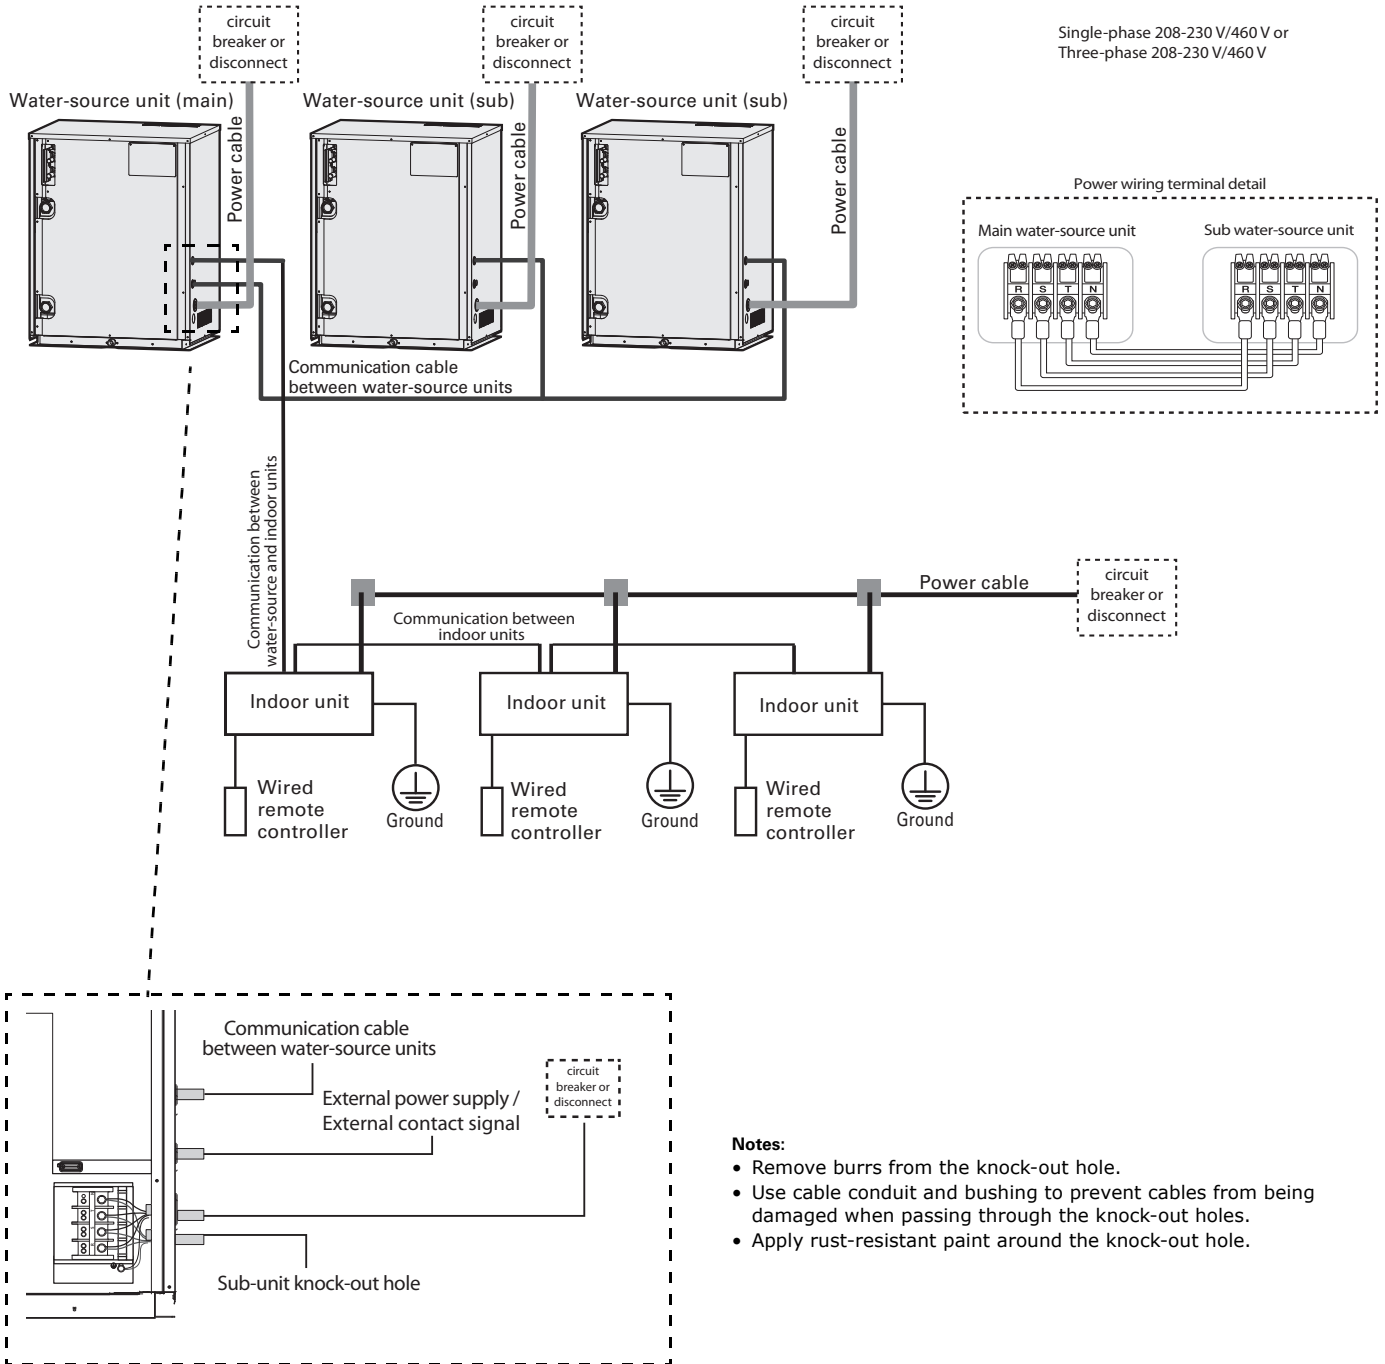 circuit
breaker or
disconnect
circuit
breaker or
disconnect
circuit
breaker or
disconnect
Single-phase 208-230 V/460 V or
Three-phase 208-230 V/460 V
Water-source unit (main)
Water-source unit (sub)
Water-source unit (sub)
Power cable
Power cable
Power cable
Power wiring terminal detail
Main water-source unit
Sub water-source unit
R S T N
R S T N
Communication cable
between water-source units
Communication between
water-source and indoor units
Power cable
circuit
breaker or
disconnect
Communication between
indoor units
Indoor unit
Indoor unit
Indoor unit
Wired
remote
controller
Ground
Wired
remote
controller
Ground
Wired
remote
controller
Ground
Communication cable
between water-source units
External power supply /
External contact signal
circuit
breaker or
disconnect
Sub-unit knock-out hole
Notes:
• Remove burrs from the knock-out hole.
• Use cable conduit and bushing to prevent cables from being
damaged when passing through the knock-out holes.
• Apply rust-resistant paint around the knock-out hole.